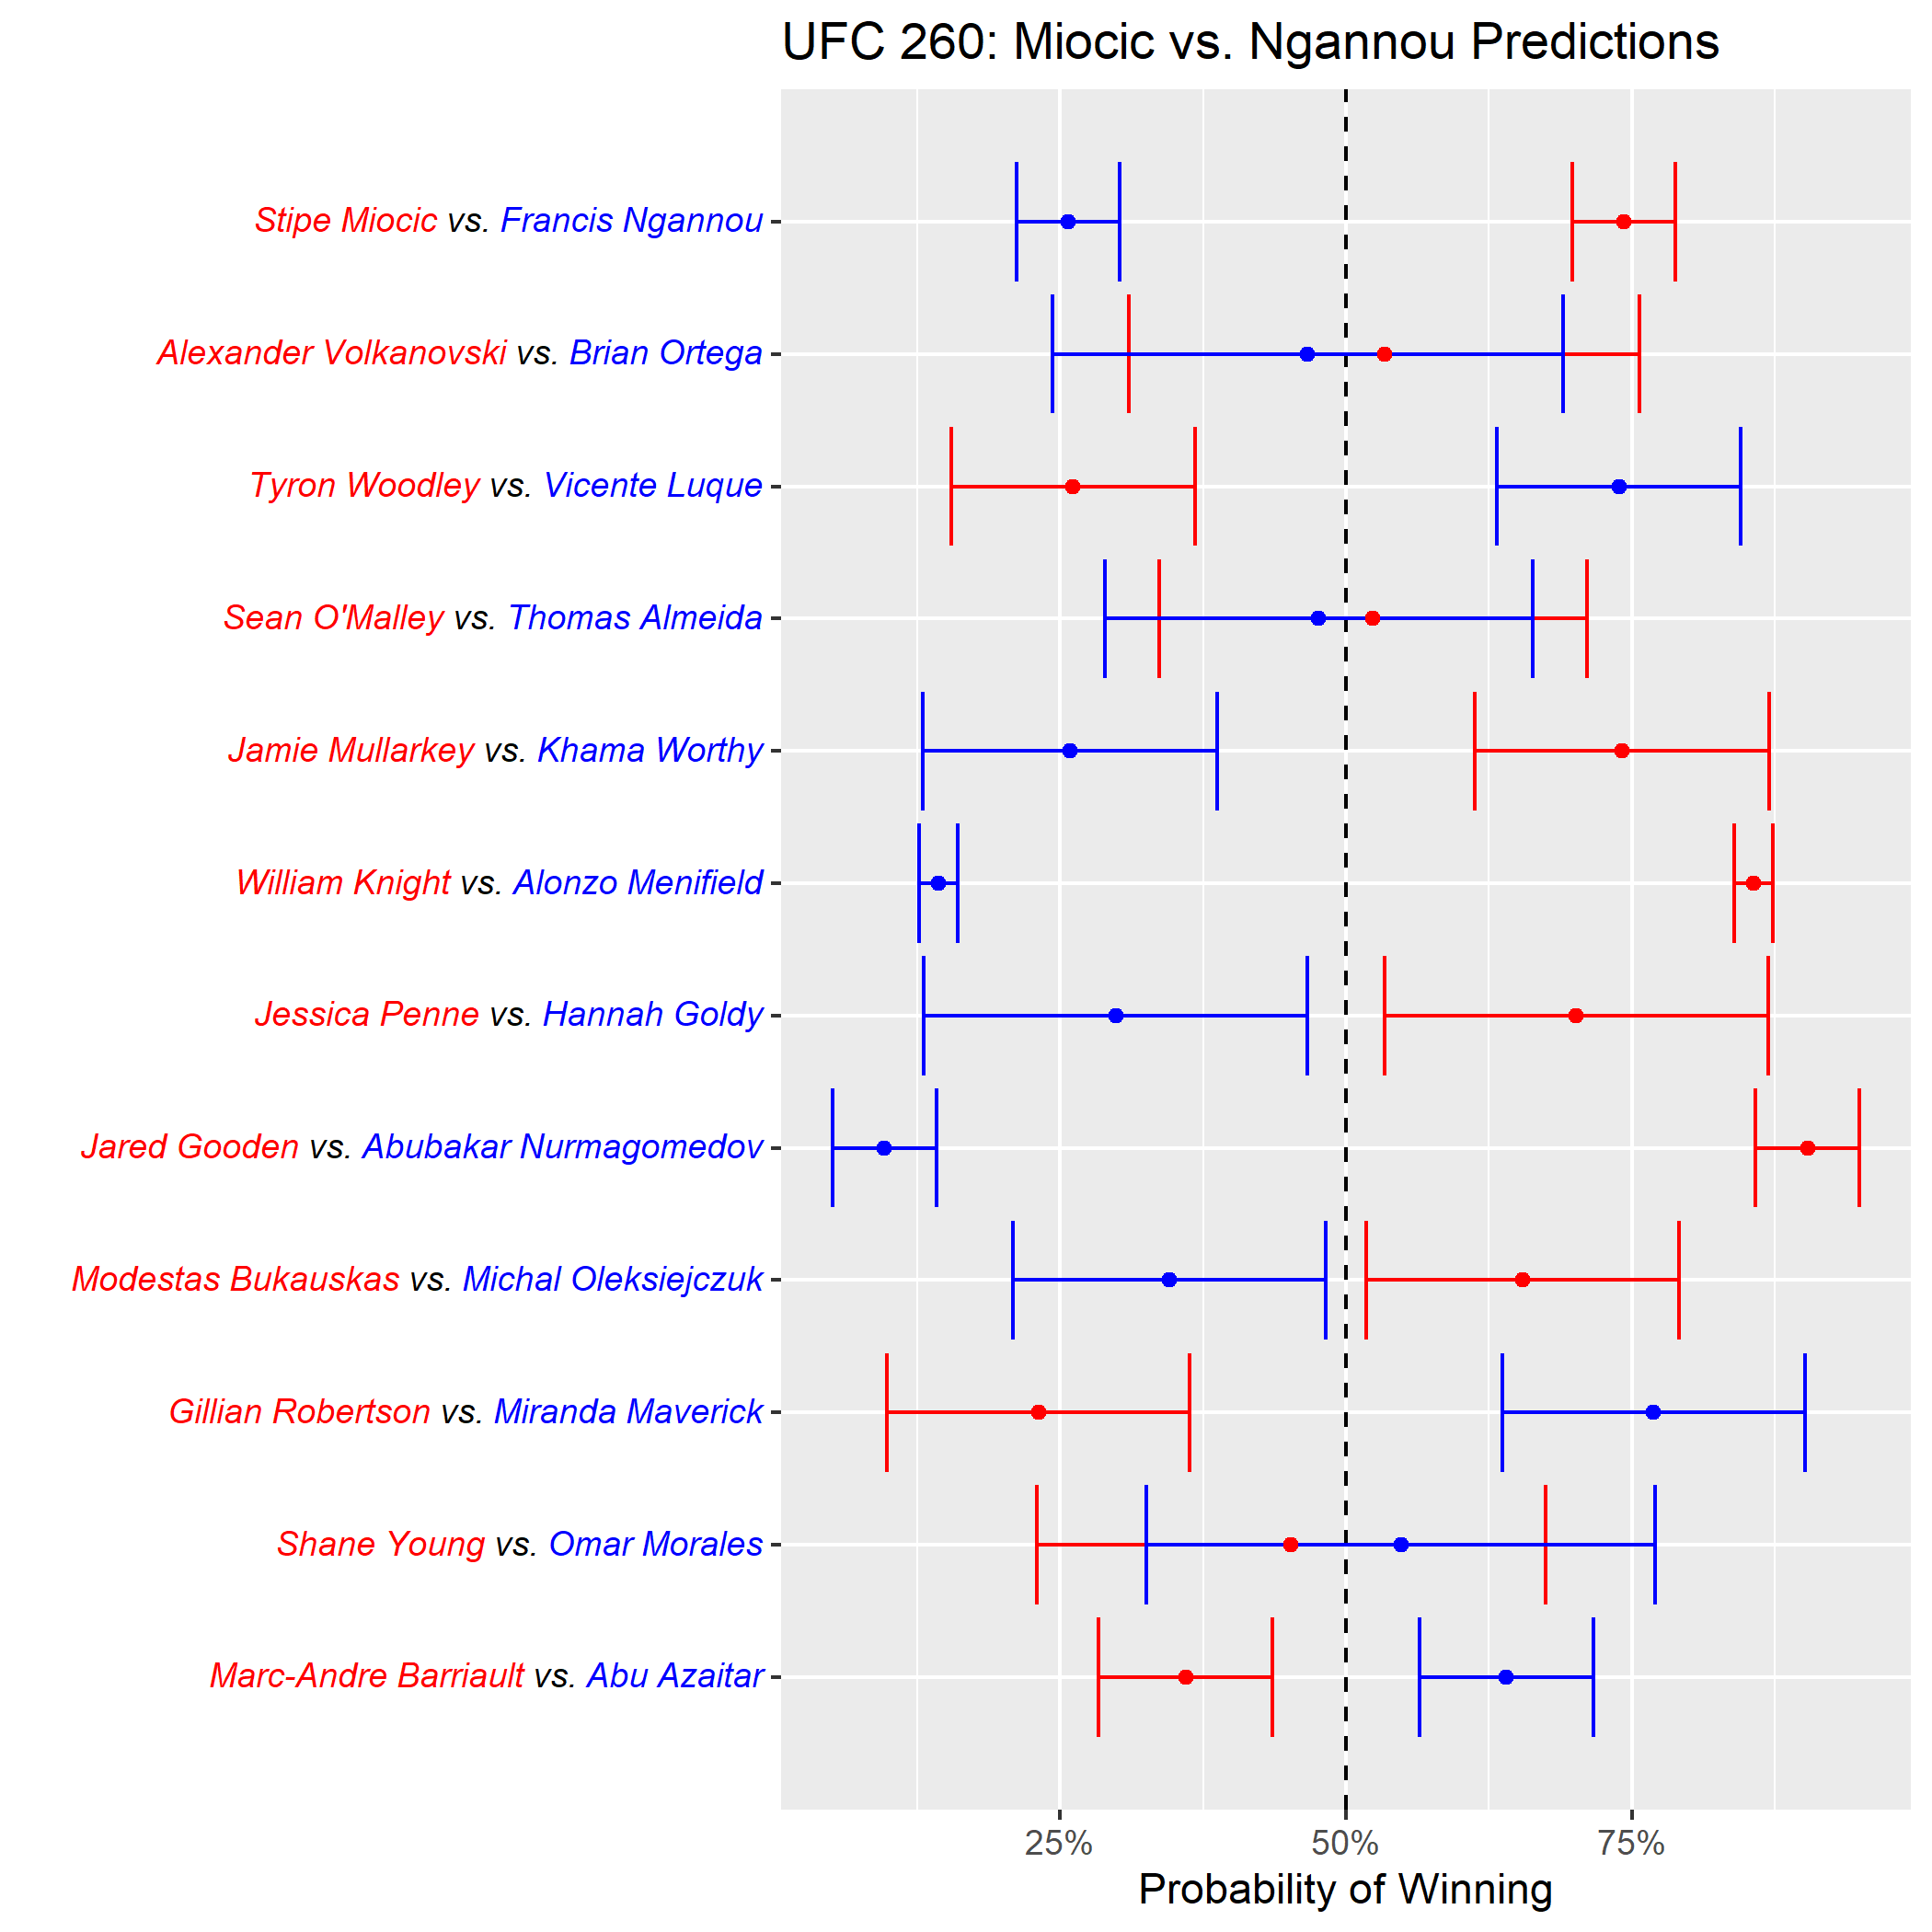 UFC 260: Miocic vs. Ngannou Predictions
Stipe Miocic vs. Francis Ngannou
Alexander Volkanovski vs. Brian Ortega
Tyron Woodley vs. Vicente Luque
Sean O'Malley vs. Thomas Almeida
Jamie Mullarkey vs. Khama Worthy
William Knight vs. Alonzo Menifield
Jessica Penne vs. Hannah Goldy
Jared Gooden vs. Abubakar Nurmagomedov
Modestas Bukauskas vs. Michal Oleksiejczuk
Gillian Robertson vs. Miranda Maverick
Shane Young vs. Omar Morales
Marc-Andre Barriault vs. Abu Azaitar
25% 50% 75%
Probability of Winning